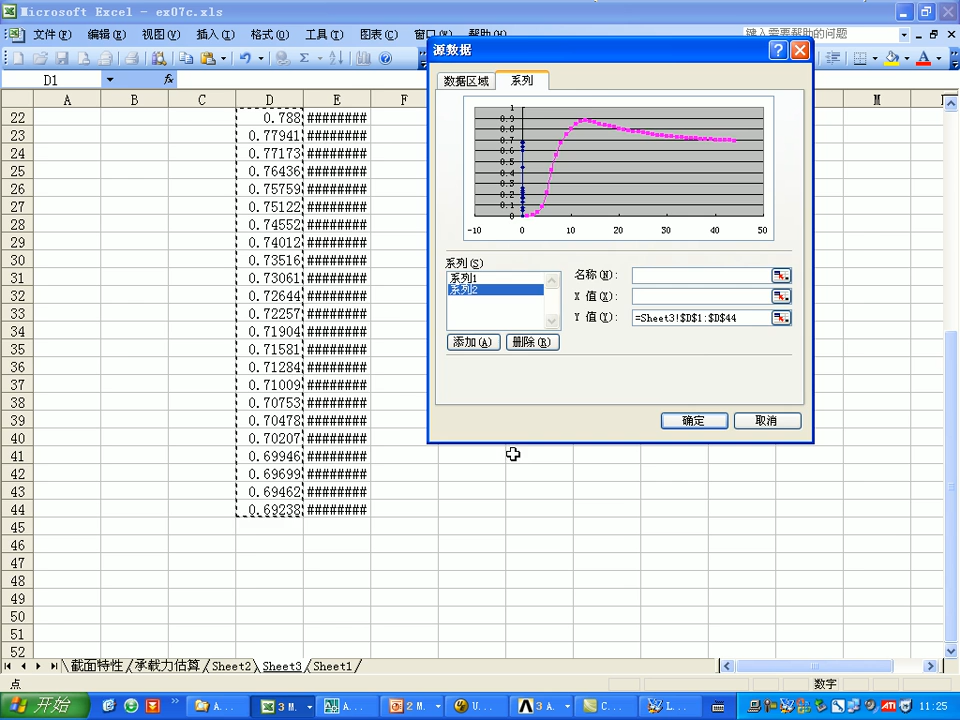 Microsoft Excel - ex07c.xls
文件(F) 编辑(E) 视图(V) 插入(I) 格式(O) 工具(T) 图表(C) 窗口(W) 帮助(H) 键入需要帮助的问题
D1 fx
源数据
数据区域 系列
A B C D E F M
22 0.788 ########
23 0.77941 ########
24 0.77173 ########
25 0.76436 ########
26 0.75759 ########
27 0.75122 ########
28 0.74552 ########
29 0.74012 ########
30 0.73516 ########
31 0.73061 ########
32 0.72644 ########
33 0.72257 ########
34 0.71904 ########
35 0.71581 ########
36 0.71284 ########
37 0.71009 ########
38 0.70753 ########
39 0.70478 ########
40 0.70207 ########
41 0.69946 ########
42 0.69699 ########
43 0.69462 ########
44 0.69238 ########
45
46
47
48
49
50
51
52
1
0.9
0.8
0.7
0.6
0.5
0.4
0.3
0.2
0.1
0
-10 0 10 20 30 40 50
系列(S)
系列1
系列2
添加(A) 删除(R)
名称(N):
X 值(X):
Y 值(Y): =Sheet3!$D$1:$D$44
确定 取消
截面特性 承载力估算 Sheet2 Sheet3 Sheet1
点 数字
开始 A... 3 M. A... 2 M. U... 3 A. C... L... 11:25